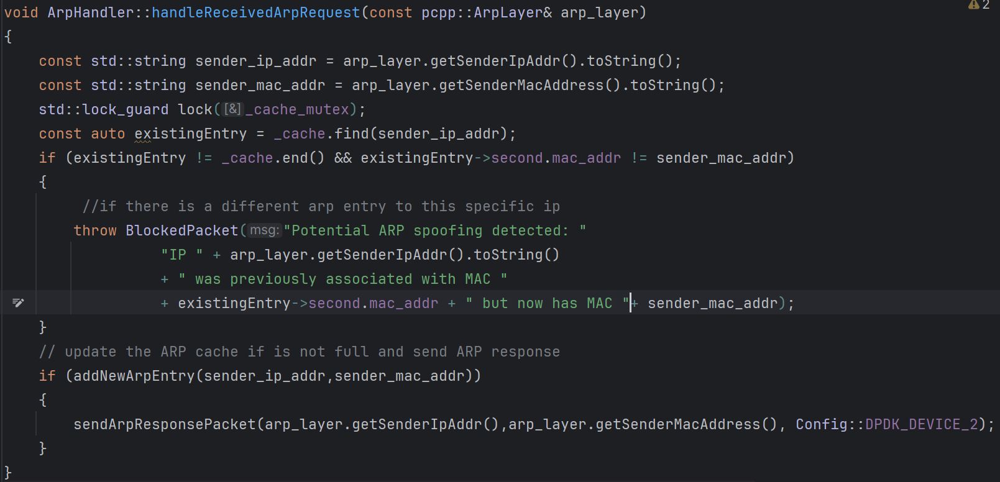 void ArpHandler::handleReceivedArpRequest(const pcpp::ArpLayer& arp_layer)
2
{
const std::string sender_ip_addr = arp_layer.getSenderIpAddr().toString();
const std::string sender_mac_addr = arp_layer.getSenderMacAddress().toString();
std::lock_guard lock([&]_cache_mutex);
const auto existingEntry = _cache.find(sender_ip_addr);
if (existingEntry != _cache.end() && existingEntry->second.mac_addr != sender_mac_addr)
{
//if there is a different arp entry to this specific ip
throw BlockedPacket(msg:"Potential ARP spoofing detected: "
"IP " + arp_layer.getSenderIpAddr().toString()
+ " was previously associated with MAC "
+ existingEntry->second.mac_addr + " but now has MAC "+ sender_mac_addr);
}
// update the ARP cache if is not full and send ARP response
if (addNewArpEntry(sender_ip_addr,sender_mac_addr))
{
sendArpResponsePacket(arp_layer.getSenderIpAddr(),arp_layer.getSenderMacAddress(), Config::DPDK_DEVICE_2);
}
}